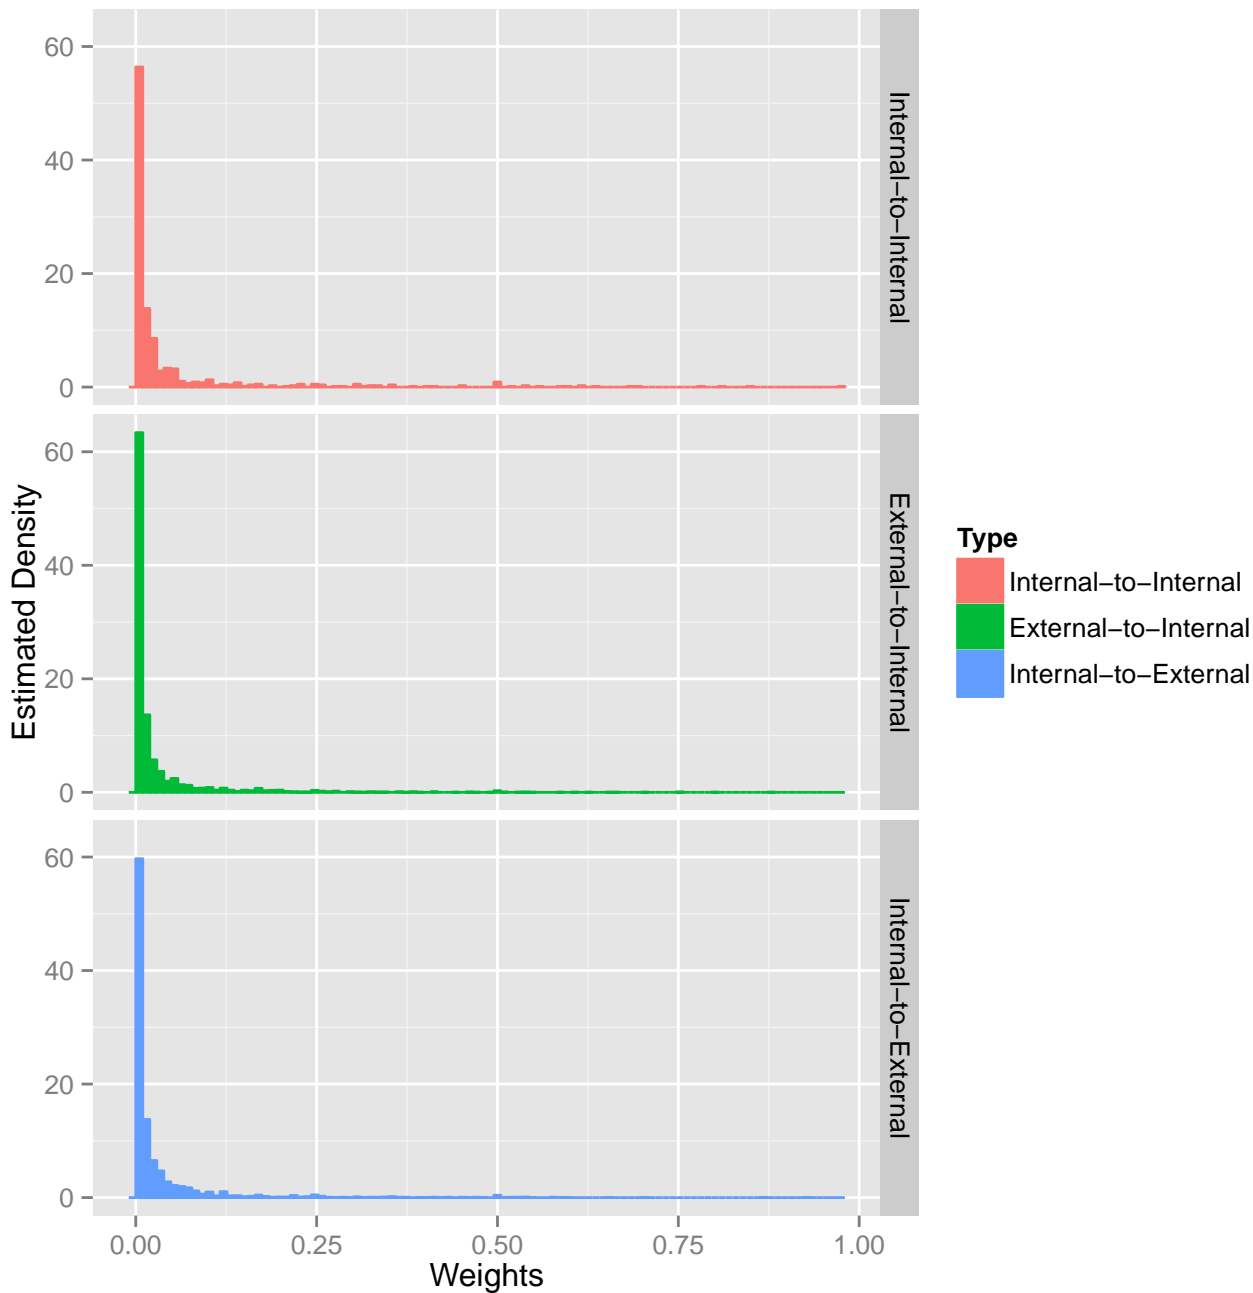 Estimated Density
60
40
20
0
Internal−to−Internal
60
40
20
0
External−to−Internal
60
40
20
0
Internal−to−External
0.00
0.25
0.50
0.75
1.00
Weights
Type
Internal−to−Internal
External−to−Internal
Internal−to−External